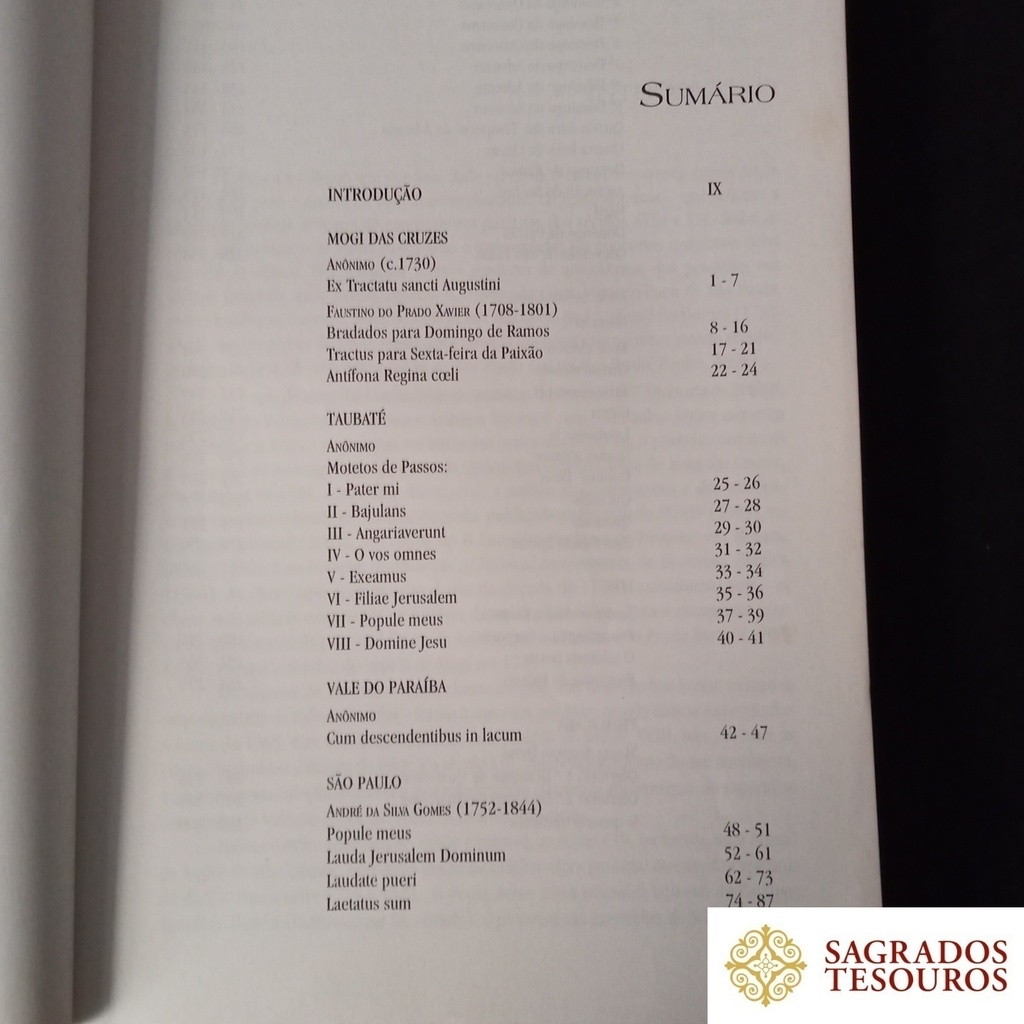 SUMÁRIO
INTRODUÇÃO IX
MOGI DAS CRUZES
ANÔNIMO (c.1730)
Ex Tractatu sancti Augustini 1 - 7
FAUSTINO DO PRADO XAVIER (1708-1801)
Bradados para Domingo de Ramos 8 - 16
Tractus para Sexta-feira da Paixão 17 - 21
Antífona Regina cœli 22 - 24
TAUBATÉ
ANÔNIMO
Motetos de Passos:
I - Pater mi 25 - 26
II - Bajulans 27 - 28
III - Angariaverunt 29 - 30
IV - O vos omnes 31 - 32
V - Exeamus 33 - 34
VI - Filiae Jerusalem 35 - 36
VII - Popule meus 37 - 39
VIII - Domine Jesu 40 - 41
VALE DO PARAÍBA
ANÔNIMO
Cum descendentibus in lacum 42 - 47
SÃO PAULO
ANDRÉ DA SILVA GOMES (1752-1844)
Popule meus 48 - 51
Lauda Jerusalem Dominum 52 - 61
Laudate pueri 62 - 73
Laetatus sum 74 - 87
SAGRADOS
TESOUROS